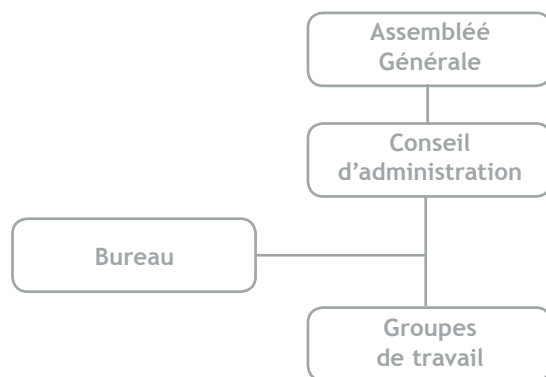 Assembléé
Générale
Conseil
d’administration
Bureau
Groupes
de travail